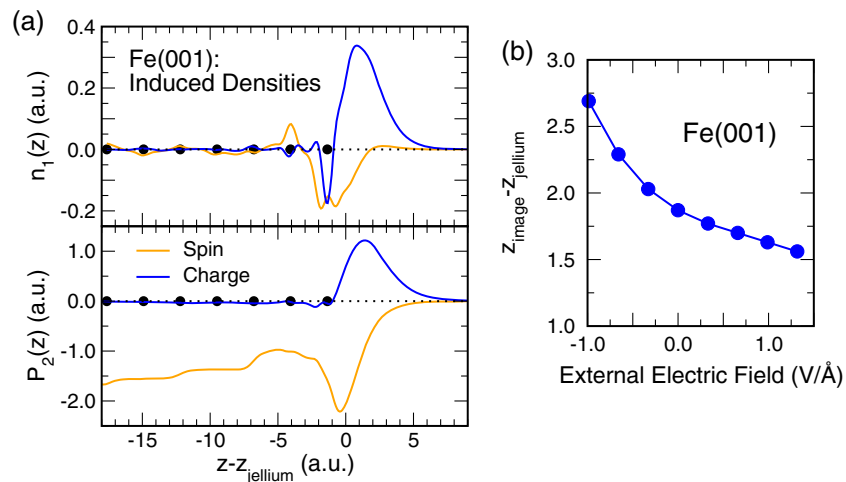 (a)
0.4
0.2
0.0
-0.2
n1(z) (a.u.)
Fe(001):
Induced Densities
1.0
0.0
-1.0
-2.0
P2(z) (a.u.)
Spin
Charge
-15 -10 -5 0 5
z-zjellium (a.u.)
(b)
3.0
2.5
2.0
1.5
1.0
zimage-zjellium
Fe(001)
-1.0 0.0 1.0
External Electric Field (V/Å)